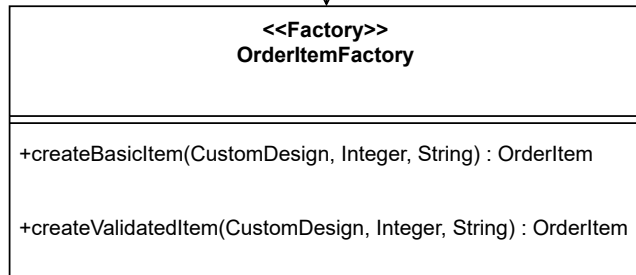 <<Factory>>
OrderItemFactory
+createBasicItem(CustomDesign, Integer, String) : OrderItem
+createValidatedItem(CustomDesign, Integer, String) : OrderItem